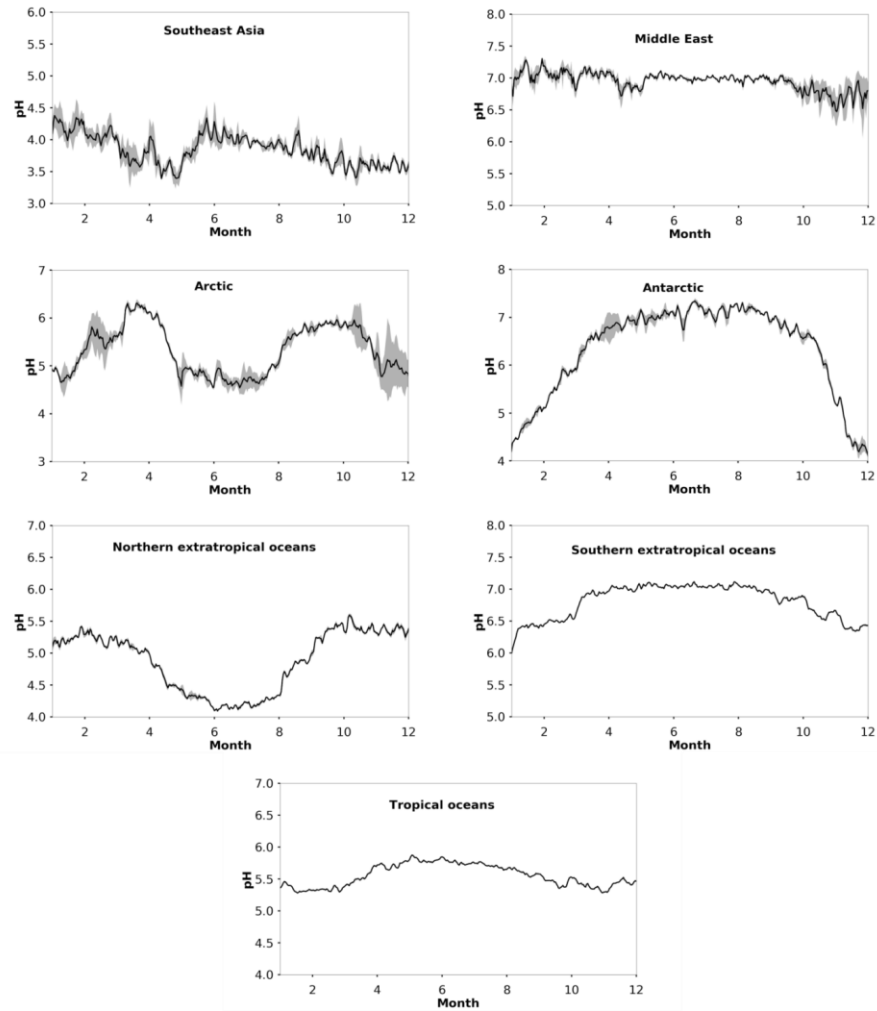 Southeast Asia
pH
6.0
5.5
5.0
4.5
4.0
3.5
3.0
2 4 6 8 10 12
Month
Middle East
pH
8.0
7.5
7.0
6.5
6.0
5.5
5.0
2 4 6 8 10 12
Month
Arctic
pH
7
6
5
4
3
2 4 6 8 10 12
Month
Antarctic
pH
8
7
6
5
4
2 4 6 8 10 12
Month
Northern extratropical oceans
pH
7.0
6.5
6.0
5.5
5.0
4.5
4.0
2 4 6 8 10 12
Month
Southern extratropical oceans
pH
8.0
7.5
7.0
6.5
6.0
5.5
5.0
2 4 6 8 10 12
Month
Tropical oceans
pH
7.0
6.5
6.0
5.5
5.0
4.5
4.0
2 4 6 8 10 12
Month